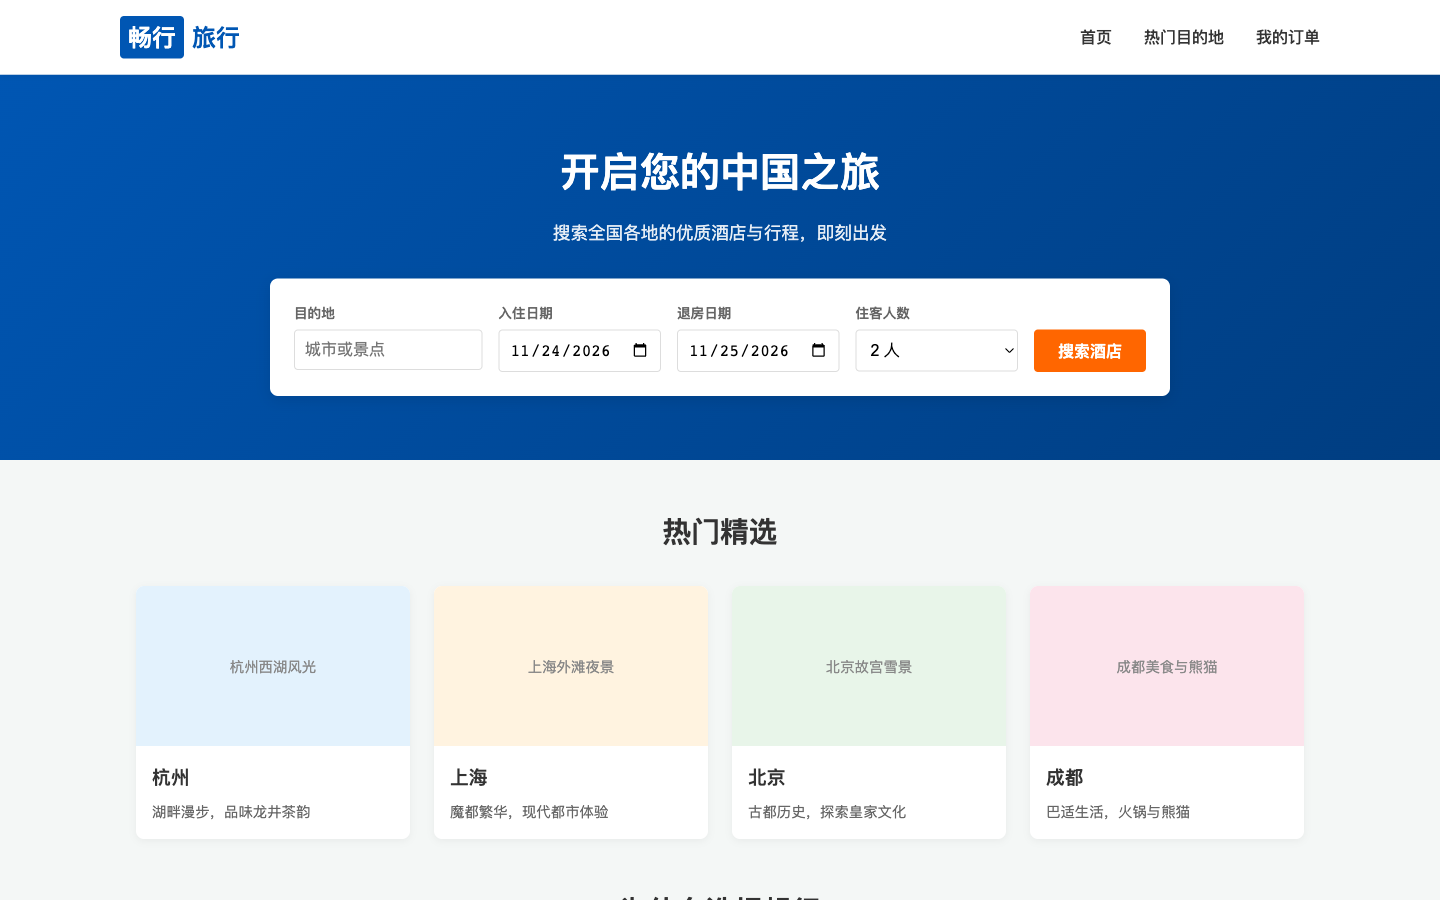 畅行 旅行
首页 热门目的地 我的订单
开启您的中国之旅
搜索全国各地的优质酒店与行程，即刻出发
目的地 入住日期 退房日期 住客人数
城市或景点 11/24/2026 11/25/2026 2 人 搜索酒店
热门精选
杭州西湖风光 上海外滩夜景 北京故宫雪景 成都美食与熊猫
杭州 上海 北京 成都
湖畔漫步，品味龙井茶韵 魔都繁华，现代都市体验 古都历史，探索皇家文化 巴适生活，火锅与熊猫